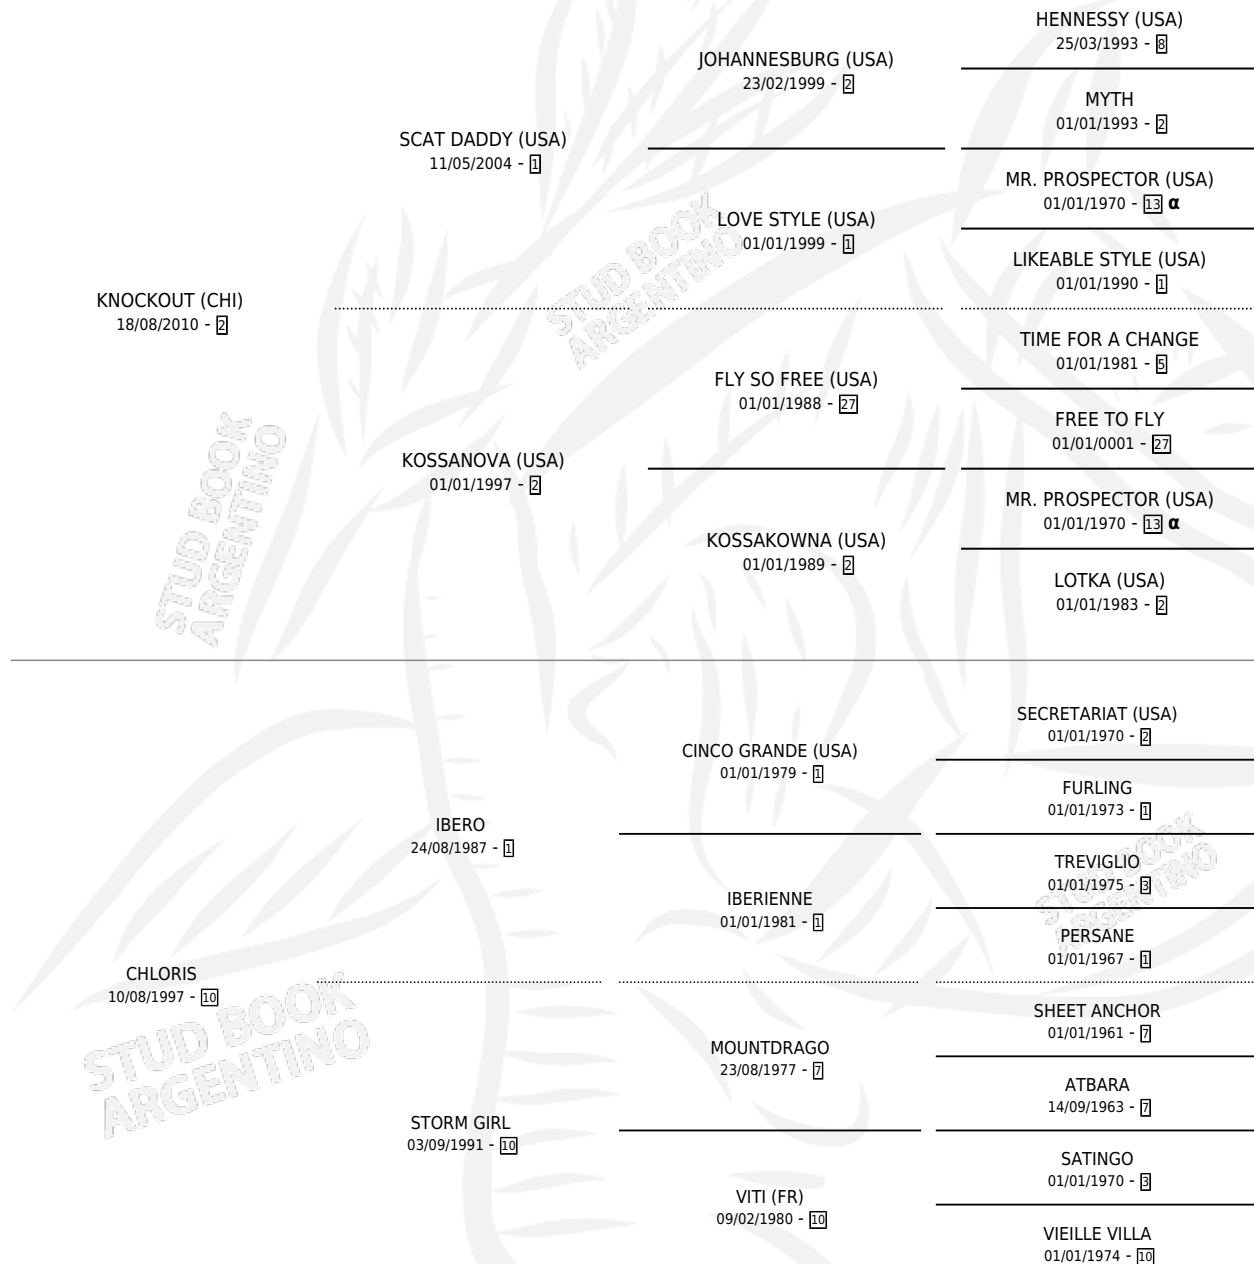 HENNESSY (USA)
25/03/1993 - 8
JOHANNESBURG (USA)
23/02/1999 - 2
MYTH
01/01/1993 - 2
SCAT DADDY (USA)
11/05/2004 - 1
MR. PROSPECTOR (USA)
01/01/1970 - 13 α
LOVE STYLE (USA)
01/01/1999 - 1
LIKEABLE STYLE (USA)
01/01/1990 - 1
STUD BOOK
ARGENTINO
KNOCKOUT (CHI)
18/08/2010 - 2
TIME FOR A CHANGE
01/01/1981 - 5
FLY SO FREE (USA)
01/01/1988 - 27
FREE TO FLY
01/01/0001 - 27
KOSSANOVA (USA)
01/01/1997 - 2
MR. PROSPECTOR (USA)
01/01/1970 - 13 α
KOSSAKOWNA (USA)
01/01/1989 - 2
LOTKA (USA)
01/01/1983 - 2
STUD BOOK
ARGENTINO
SECRETARIAT (USA)
01/01/1970 - 2
CINCO GRANDE (USA)
01/01/1979 - 1
FURLING
01/01/1973 - 1
IBERO
24/08/1987 - 1
TREVIGLIO
01/01/1975 - 3
IBERIENNE
01/01/1981 - 1
PERSANE
01/01/1967 - 1
STUD BOOK
ARGENTINO
CHLORIS
10/08/1997 - 10
SHEET ANCHOR
01/01/1961 - 7
MOUNTDRAGO
23/08/1977 - 7
ATBARA
14/09/1963 - 7
STORM GIRL
03/09/1991 - 10
SATINGO
01/01/1970 - 3
VITI (FR)
09/02/1980 - 10
VIEILLE VILLA
01/01/1974 - 10
STUD BOOK
ARGENTINO